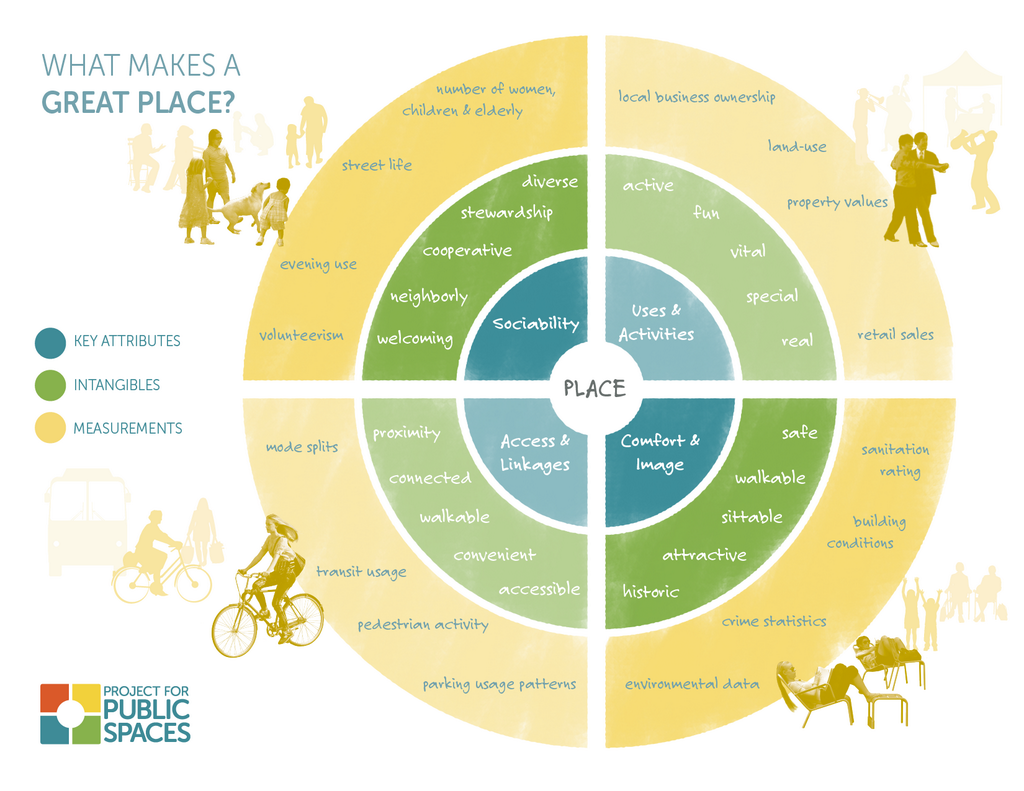 WHAT MAKES A
GREAT PLACE?
KEY ATTRIBUTES
INTANGIBLES
MEASUREMENTS
PLACE
Sociability
diverse
stewardship
cooperative
neighborly
welcoming
number of women,
children & elderly
street life
evening use
volunteerism
Uses &
Activities
active
fun
vital
special
real
local business ownership
land-use
property values
retail sales
Access &
Linkages
proximity
connected
walkable
convenient
accessible
mode splits
transit usage
pedestrian activity
parking usage patterns
Comfort &
Image
safe
walkable
sittable
attractive
historic
sanitation
rating
building
conditions
crime statistics
environmental data
PROJECT FOR
PUBLIC
SPACES